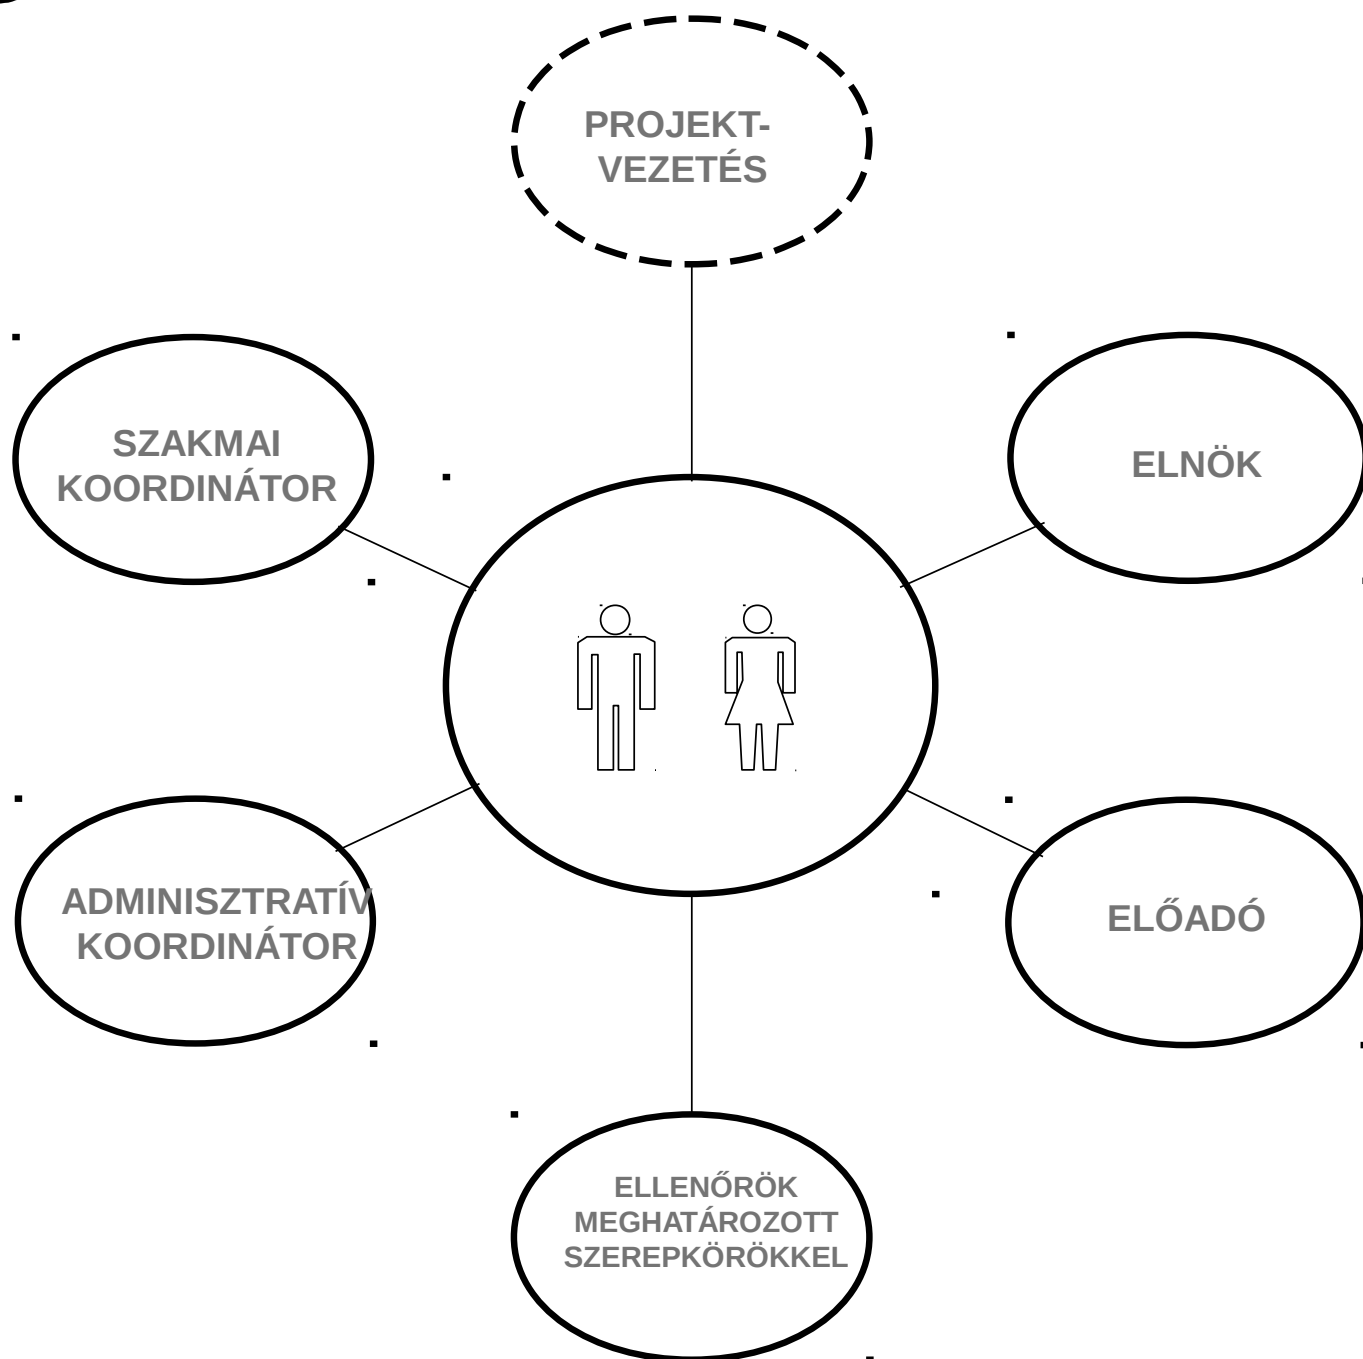 PROJEKT-
VEZETÉS
SZAKMAI
KOORDINÁTOR
ELNÖK
ADMINISZTRATÍV
KOORDINÁTOR
ELŐADÓ
ELLENŐRÖK
MEGHATÁROZOTT
SZEREPKÖRÖKKEL